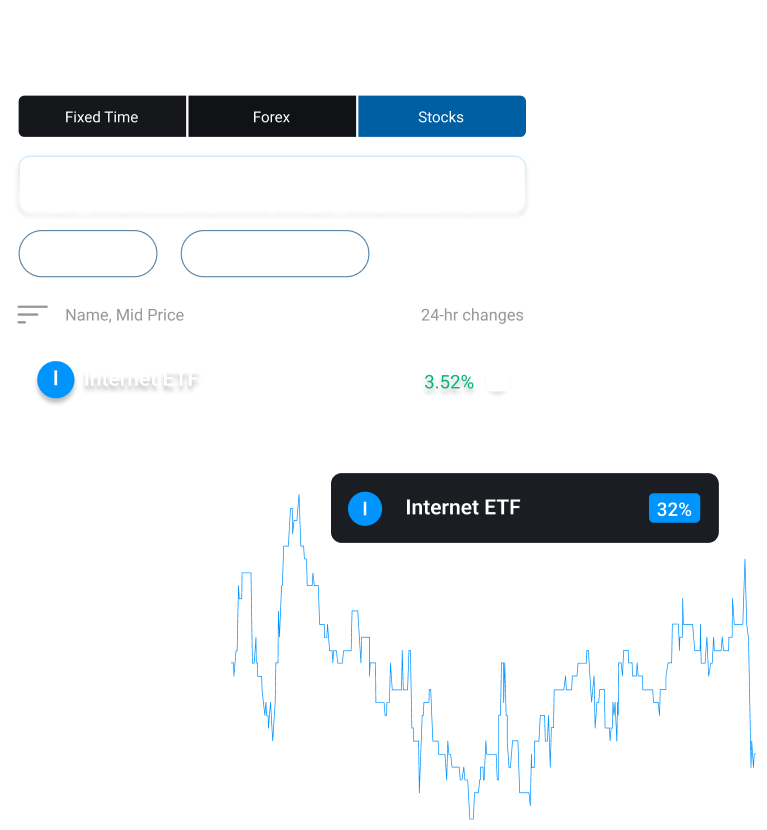 Fixed Time
Forex
Stocks
Name, Mid Price
24-hr changes
I
Internet ETF
3.52%
I
Internet ETF
32%